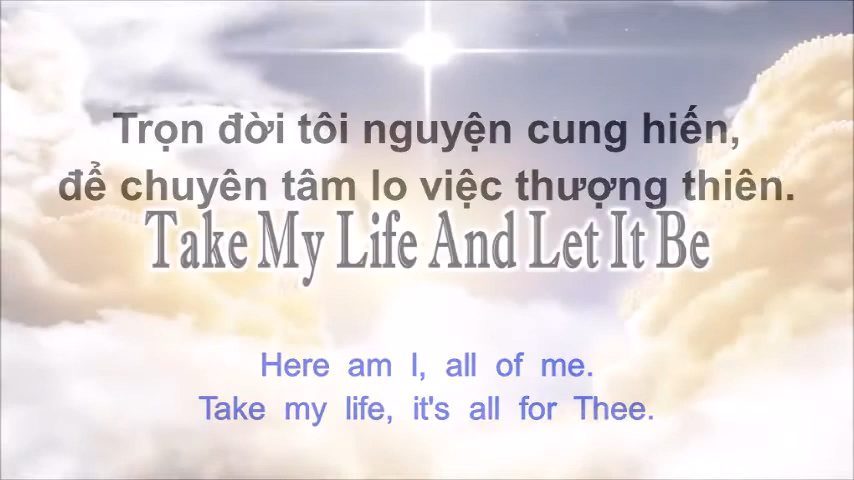 Trọn đời tôi nguyện cung hiến,
để chuyên tâm lo việc thượng thiên.
Take My Life And Let It Be
Here am I, all of me.
Take my life, it's all for Thee.